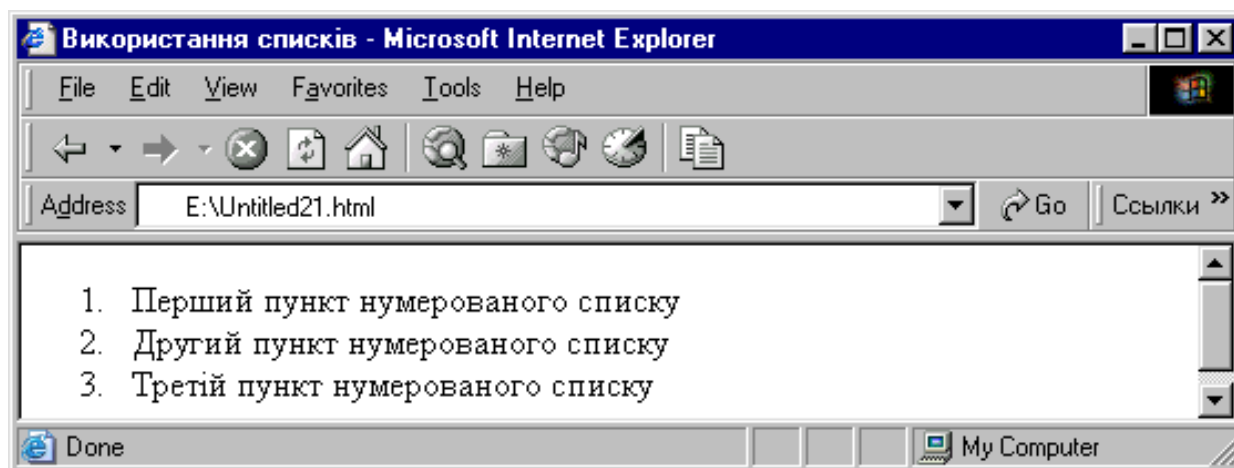 Використання списків - Microsoft Internet Explorer
File Edit View Favorites Tools Help
Address E:\Untitled21.html Go Ссылки »
1. Перший пункт нумерованого списку
2. Другий пункт нумерованого списку
3. Третій пункт нумерованого списку
Done My Computer